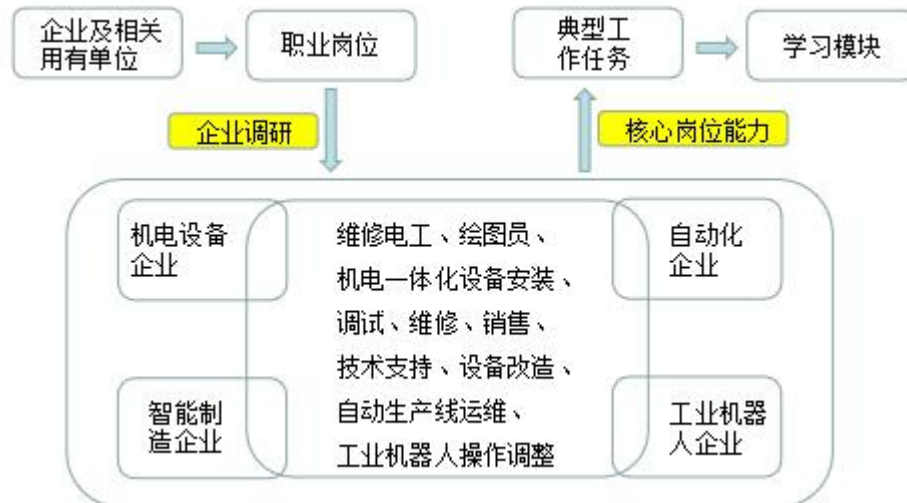 企业及相关
用有单位
职业岗位
典型工
作任务
学习模块
企业调研
核心岗位能力
机电设备
企业
维修电工、绘图员、
机电一体化设备安装、
调试、维修、销售、
技术支持、设备改造、
自动生产线运维、
工业机器人操作调整
自动化
企业
智能制
造企业
工业机器
人企业